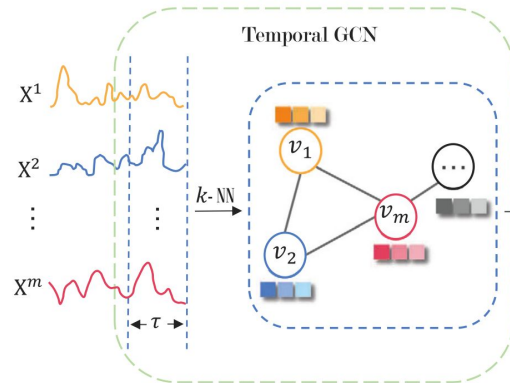 Temporal GCN
X¹
X²
⋮
⋮
Xᵐ
τ
k-NN
v₁
v₂
vₘ
...